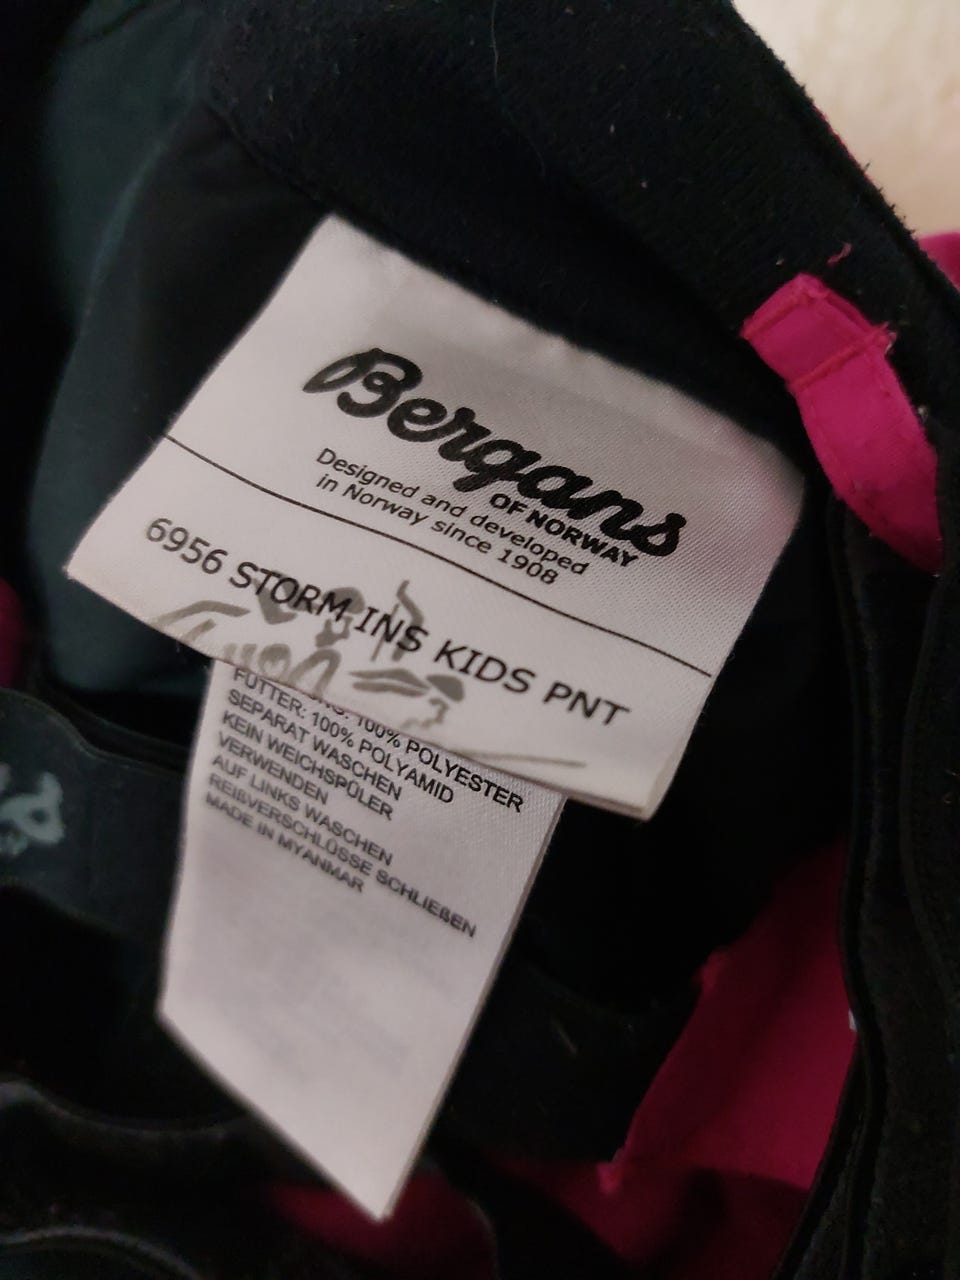 Bergans
OF NORWAY
Designed and developed
in Norway since 1908
6956 STORM INS KIDS PNT
100% POLYESTER
FUTTER: 100% POLYAMID
SEPARAT WASCHEN
KEIN WEICHSPÜLER
VERWENDEN
AUF LINKS WASCHEN
REIßVERSCHLÜSSE SCHLIEßEN
MADE IN MYANMAR